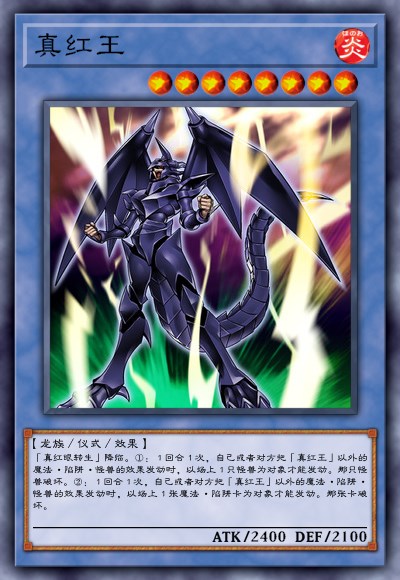 真红王
炎
ほのお
【龙族／仪式／效果】
「真红眼转生」降临。①：1回合1次，自己或者对方把「真红王」以外的
魔法·陷阱·怪兽的效果发动时，以场上1只怪兽为对象才能发动。那只怪
兽破坏。②：1回合1次，自己或者对方把「真红王」以外的魔法·陷阱·
怪兽的效果发动时，以场上1张魔法·陷阱卡为对象才能发动。那张卡破
坏。
ATK/2400 DEF/2100